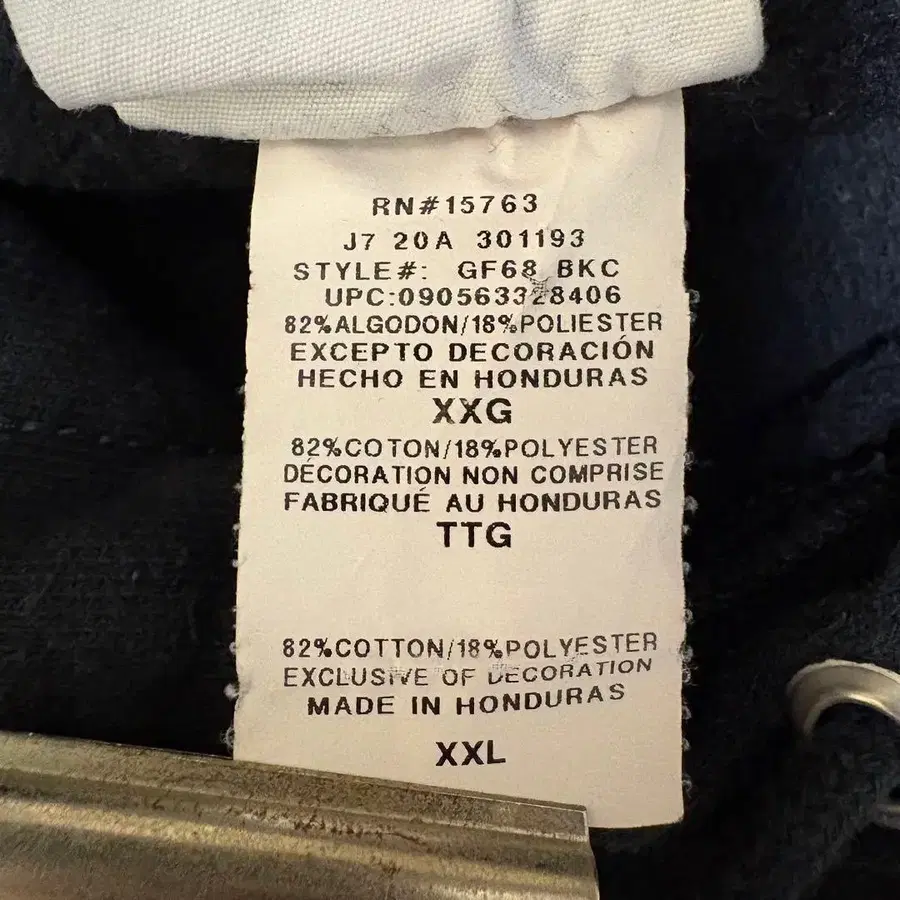 RN#15763
J7 20A 301193
STYLE#: GF68 BKC
UPC:090563328406
82%ALGODON/18%POLIESTER
EXCEPTO DECORACIÓN
HECHO EN HONDURAS
XXG
82%COTON/18%POLYESTER
DÉCORATION NON COMPRISE
FABRIQUÉ AU HONDURAS
TTG
82%COTTON/18%POLYESTER
EXCLUSIVE OF DECORATION
MADE IN HONDURAS
XXL